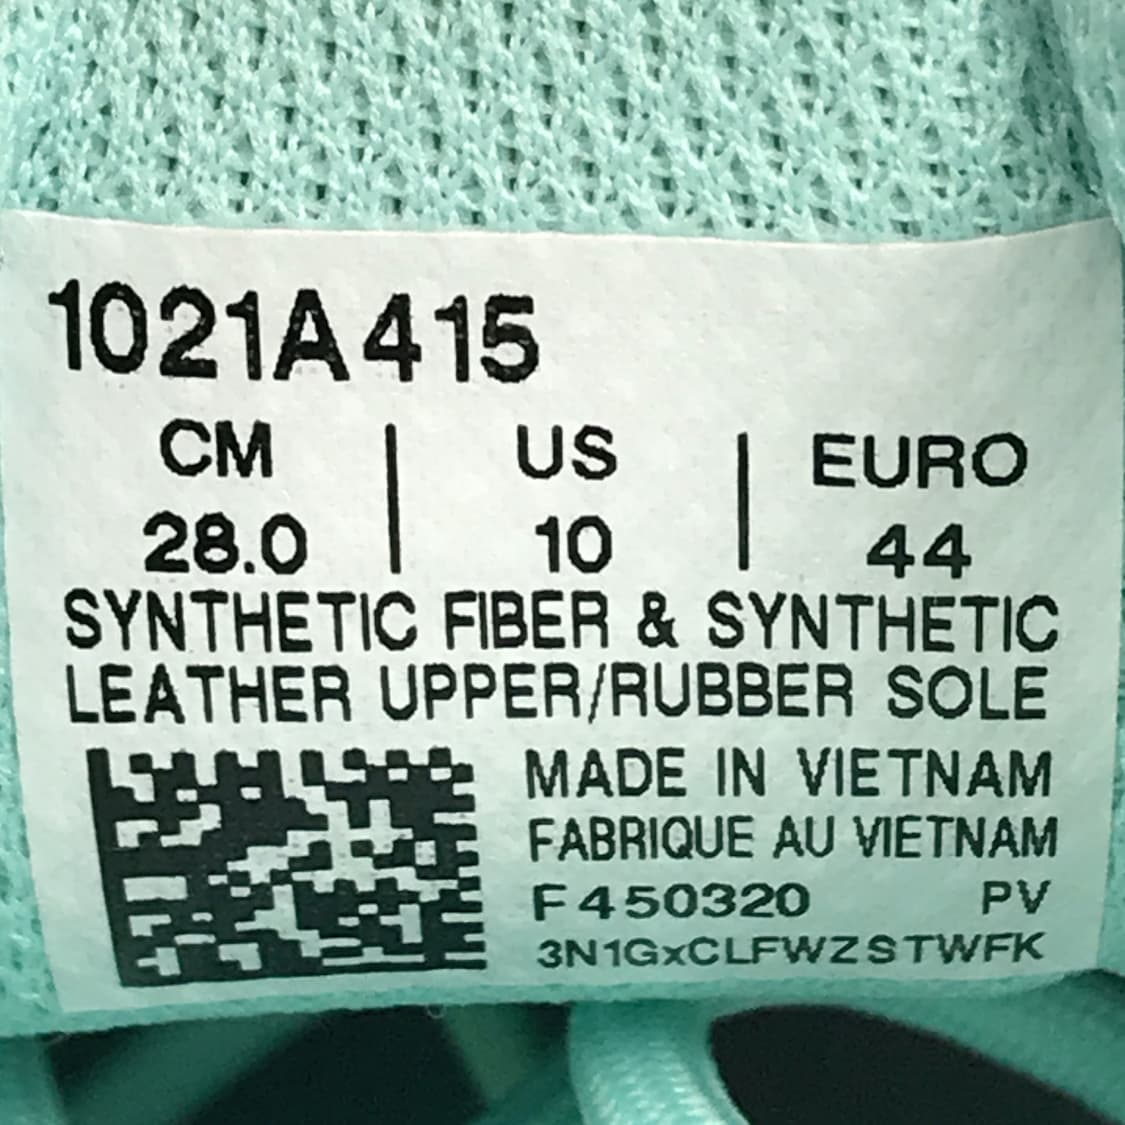 1021A415
CM | US | EURO
28.0 | 10 | 44
SYNTHETIC FIBER & SYNTHETIC
LEATHER UPPER/RUBBER SOLE
MADE IN VIETNAM
FABRIQUE AU VIETNAM
F450320 PV
3N1GxCLFWZSTWFK